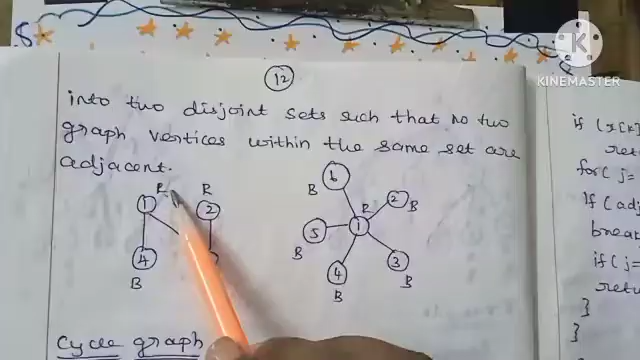 KINEMASTER
12
into two disjoint sets such that no two
graph vertices within the same set are
adjacent.
R R
1 2
4
B
6
B
2
B
R
1
5
B
4
B
3
B
Cycle graph
if (x[k]
for( j =
if (
break
if ( j =
}
}